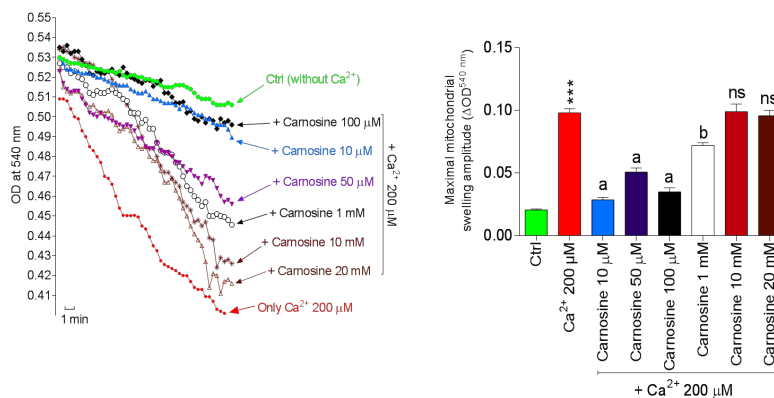 0.55
0.54
0.53
0.52
0.50
0.49
0.48
0.47
0.46
0.45
0.44
0.43
0.42
0.41
OD at 540 nm
1 min
Ctrl (without Ca²⁺)
+ Carnosine 100 μM
+ Carnosine 10 μM
+ Carnosine 50 μM
+ Carnosine 1 mM
+ Carnosine 10 mM
+ Carnosine 20 mM
Only Ca²⁺ 200 μM
+ Ca²⁺ 200 μM
Maximal mitochondrial
swelling amplitude (ΔOD⁵⁴⁰ ⁿᵐ)
0.15
0.10
0.05
0.00
***
a
a
a
b
ns
ns
Ctrl
Ca²⁺ 200 μM
Carnosine 10 μM
Carnosine 50 μM
Carnosine 100 μM
Carnosine 1 mM
Carnosine 10 mM
Carnosine 20 mM
+ Ca²⁺ 200 μM